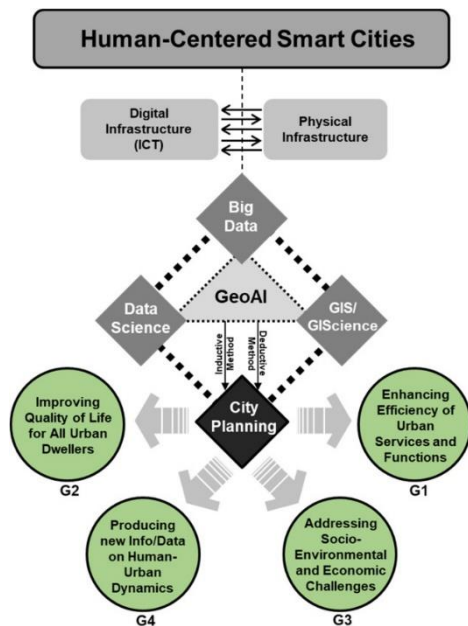 Human-Centered Smart Cities
Digital
Infrastructure
(ICT)
Physical
Infrastructure
Big
Data
GeoAI
Data
Science
GIS/
GIScience
Inductive
Method
Deductive
Method
City
Planning
Improving
Quality of Life
for All Urban
Dwellers
G2
Enhancing
Efficiency of
Urban
Services and
Functions
G1
Producing
new Info/Data
on Human-
Urban
Dynamics
G4
Addressing
Socio-
Environmental
and Economic
Challenges
G3